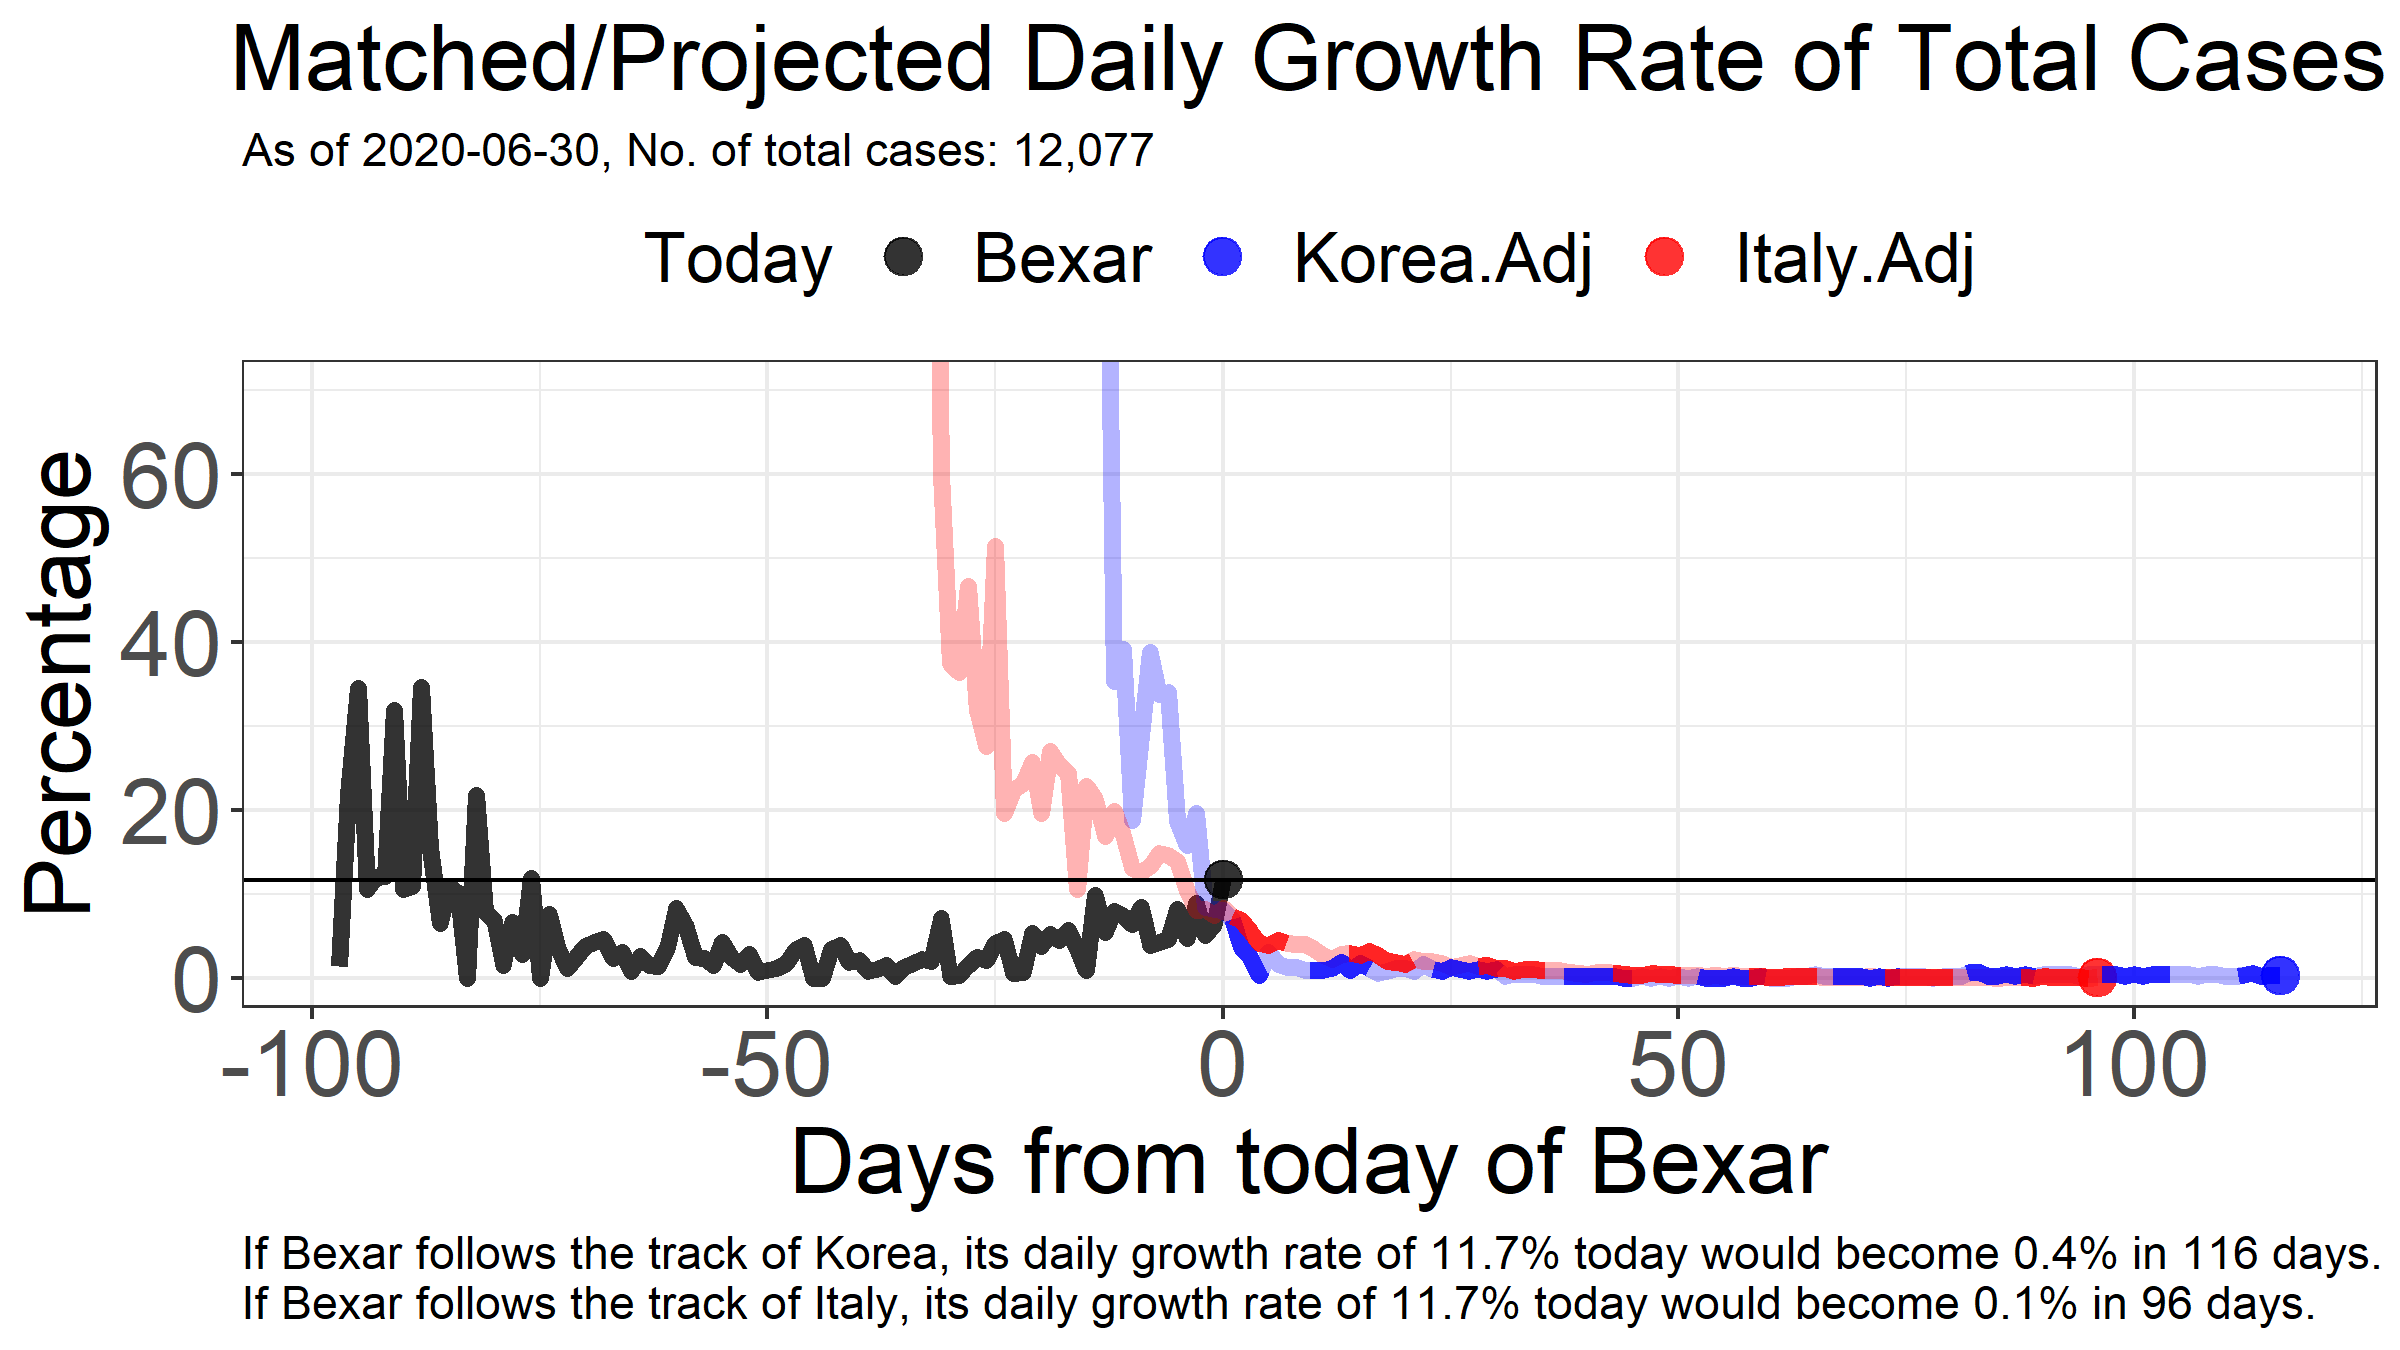 Matched/Projected Daily Growth Rate of Total Cases
As of 2020-06-30, No. of total cases: 12,077
Today Bexar Korea.Adj Italy.Adj
Percentage
60
40
20
0
-100 -50 0 50 100
Days from today of Bexar
If Bexar follows the track of Korea, its daily growth rate of 11.7% today would become 0.4% in 116 days.
If Bexar follows the track of Italy, its daily growth rate of 11.7% today would become 0.1% in 96 days.